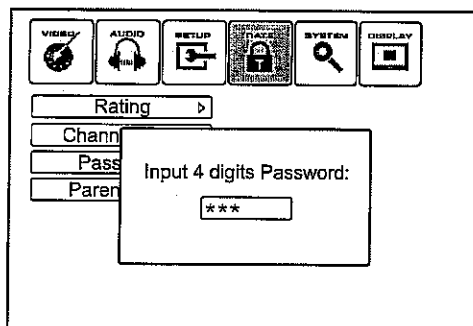 VIDEO AUDIO SETUP RATE SYSTEM DISPLAY
Rating
Chann
Pass
Paren
Input 4 digits Password:
***